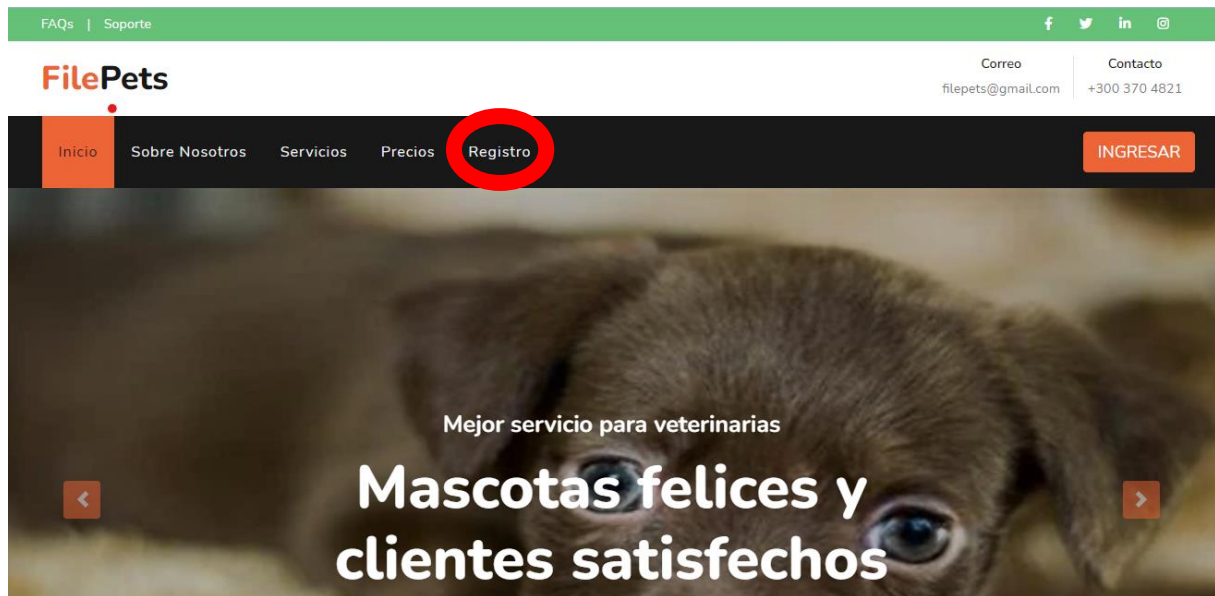 FAQs | Soporte
FilePets
Correo
filepets@gmail.com
Contacto
+300 370 4821
Inicio Sobre Nosotros Servicios Precios Registro INGRESAR
Mejor servicio para veterinarias
Mascotas felices y
clientes satisfechos